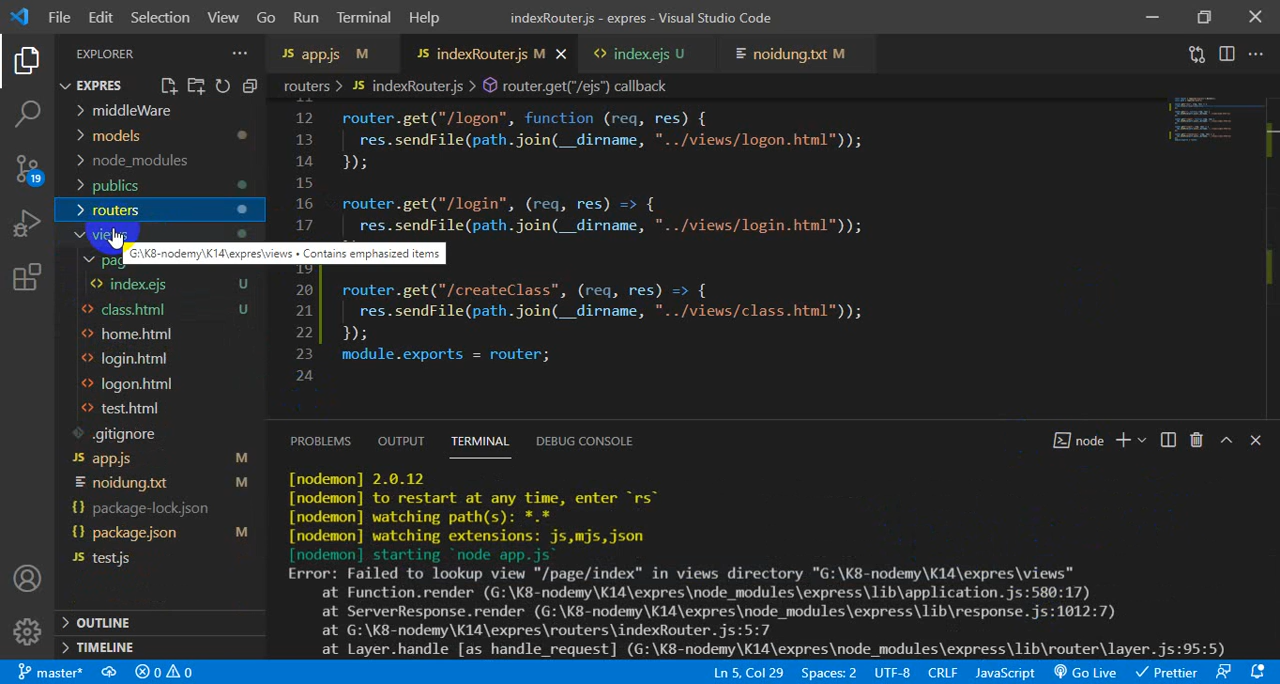 File Edit Selection View Go Run Terminal Help indexRouter.js - expres - Visual Studio Code
EXPLORER
EXPRES
middleWare
models
node_modules
publics
routers
views
G:\K8-nodemy\K14\expres\views • Contains emphasized items
index.ejs U
class.html U
home.html
login.html
logon.html
test.html
.gitignore
JS app.js M
noidung.txt M
{} package-lock.json
{} package.json M
JS test.js
OUTLINE
TIMELINE
19
JS app.js M JS indexRouter.js M index.ejs U noidung.txt M
routers > JS indexRouter.js > router.get("/ejs") callback
11
12 router.get("/logon", function (req, res) {
13 res.sendFile(path.join(__dirname, "../views/logon.html"));
14 });
15
16 router.get("/login", (req, res) => {
17 res.sendFile(path.join(__dirname, "../views/login.html"));
19
20 router.get("/createClass", (req, res) => {
21 res.sendFile(path.join(__dirname, "../views/class.html"));
22 });
23 module.exports = router;
24
PROBLEMS OUTPUT TERMINAL DEBUG CONSOLE node
[nodemon] 2.0.12
[nodemon] to restart at any time, enter `rs`
[nodemon] watching path(s): *.*
[nodemon] watching extensions: js,mjs,json
[nodemon] starting `node app.js`
Error: Failed to lookup view "/page/index" in views directory "G:\K8-nodemy\K14\expres\views"
at Function.render (G:\K8-nodemy\K14\expres\node_modules\express\lib\application.js:580:17)
at ServerResponse.render (G:\K8-nodemy\K14\expres\node_modules\express\lib\response.js:1012:7)
at G:\K8-nodemy\K14\expres\routers\indexRouter.js:5:7
at Layer.handle [as handle_request] (G:\K8-nodemy\K14\expres\node_modules\express\lib\router\layer.js:95:5)
master* 0 0 Ln 5, Col 29 Spaces: 2 UTF-8 CRLF JavaScript Go Live Prettier